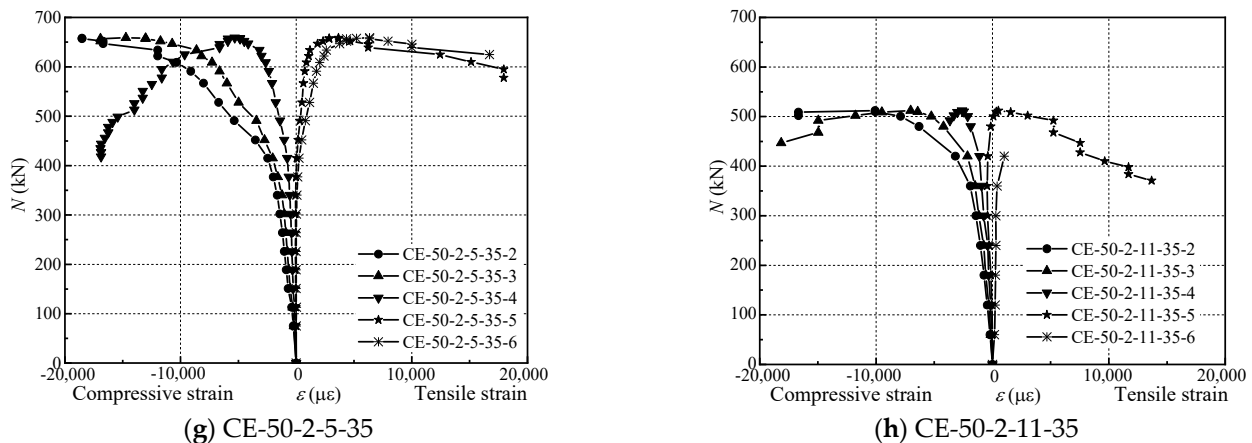 700
600
500
400
300
200
100
0
N (kN)
CE-50-2-5-35-2
CE-50-2-5-35-3
CE-50-2-5-35-4
CE-50-2-5-35-5
CE-50-2-5-35-6
-20,000 -10,000 0 10,000 20,000
Compressive strain ε (με) Tensile strain
(g) CE-50-2-5-35
700
600
500
400
300
200
100
0
N (kN)
CE-50-2-11-35-2
CE-50-2-11-35-3
CE-50-2-11-35-4
CE-50-2-11-35-5
CE-50-2-11-35-6
-20,000 -10,000 0 10,000 20,000
Compressive strain ε (με) Tensile strain
(h) CE-50-2-11-35